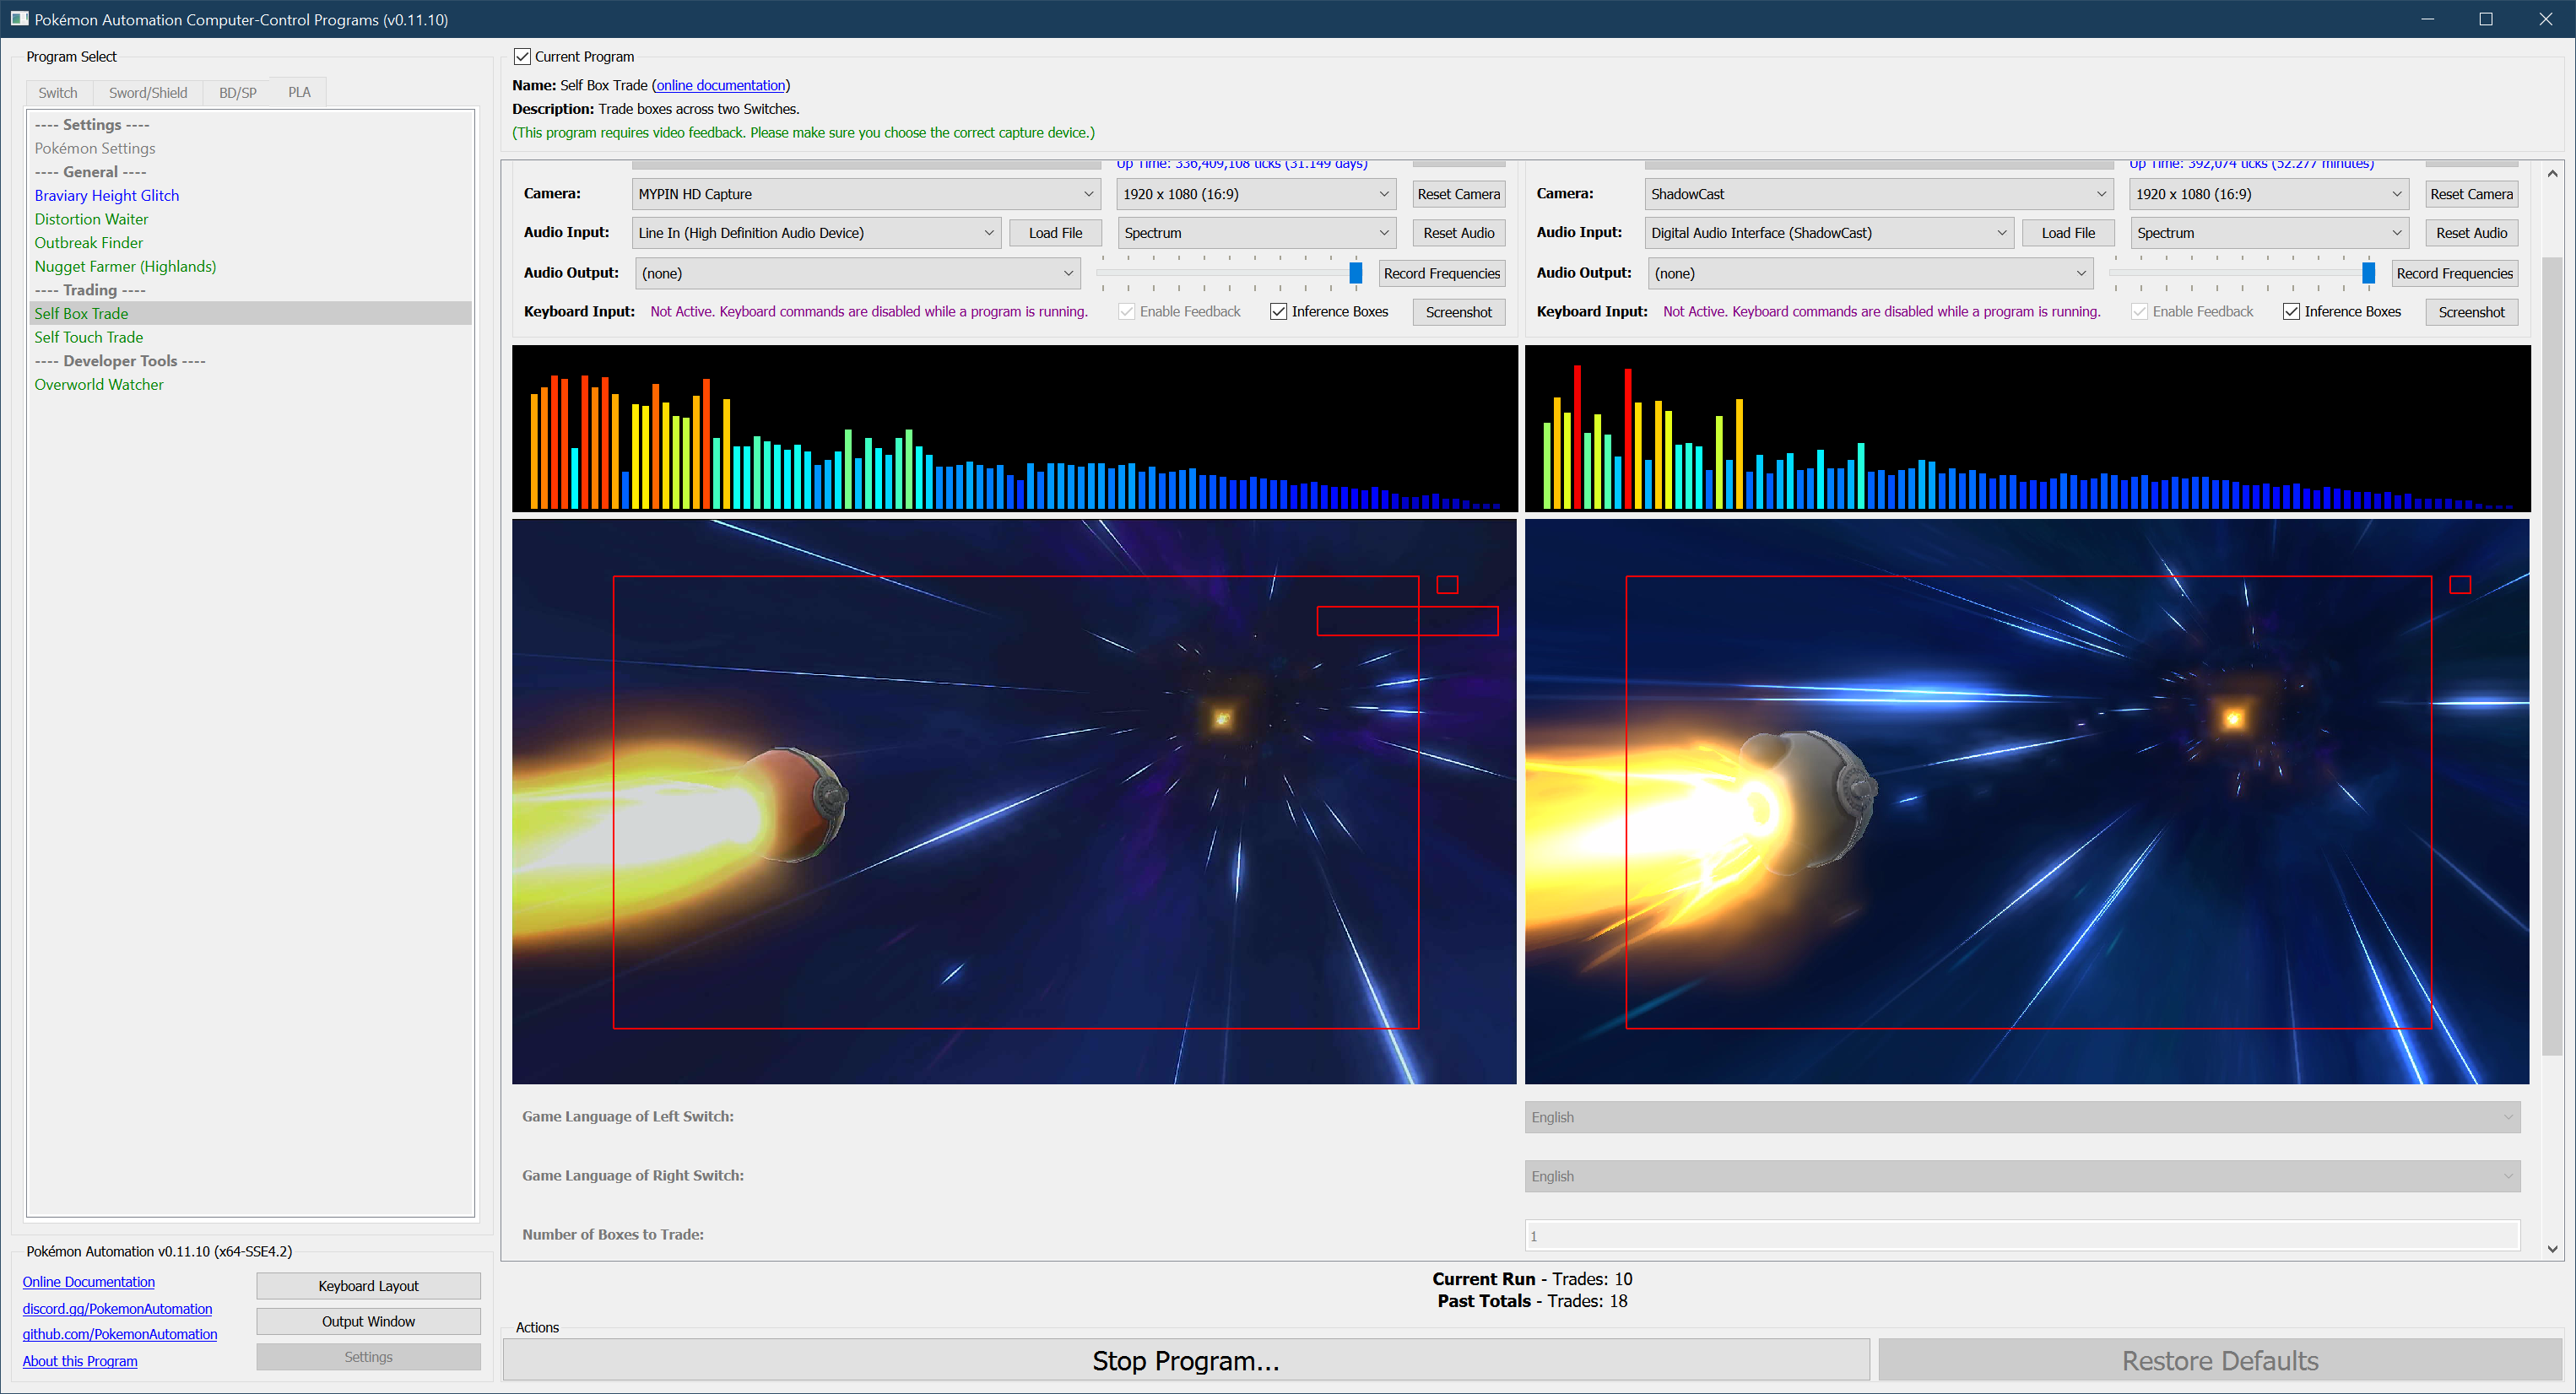 Pokémon Automation Computer-Control Programs (v0.11.10)
Program Select
Switch
Sword/Shield
BD/SP
PLA
---- Settings ----
Pokémon Settings
---- General ----
Braviary Height Glitch
Distortion Waiter
Outbreak Finder
Nugget Farmer (Highlands)
---- Trading ----
Self Box Trade
Self Touch Trade
---- Developer Tools ----
Overworld Watcher
Pokémon Automation v0.11.10 (x64-SSE4.2)
Online Documentation
discord.gg/PokemonAutomation
github.com/PokemonAutomation
About this Program
Keyboard Layout
Output Window
Settings
Current Program
Name: Self Box Trade (online documentation)
Description: Trade boxes across two Switches.
(This program requires video feedback. Please make sure you choose the correct capture device.)
Up Time: 336,409,108 ticks (31.149 days)
Camera: MYPIN HD Capture 1920 x 1080 (16:9) Reset Camera
Audio Input: Line In (High Definition Audio Device) Load File Spectrum Reset Audio
Audio Output: (none) Record Frequencies
Keyboard Input: Not Active. Keyboard commands are disabled while a program is running. Enable Feedback Inference Boxes Screenshot
Up Time: 392,074 ticks (52.277 minutes)
Camera: ShadowCast 1920 x 1080 (16:9) Reset Camera
Audio Input: Digital Audio Interface (ShadowCast) Load File Spectrum Reset Audio
Audio Output: (none) Record Frequencies
Keyboard Input: Not Active. Keyboard commands are disabled while a program is running. Enable Feedback Inference Boxes Screenshot
Game Language of Left Switch: English
Game Language of Right Switch: English
Number of Boxes to Trade: 1
Current Run - Trades: 10
Past Totals - Trades: 18
Actions
Stop Program...
Restore Defaults